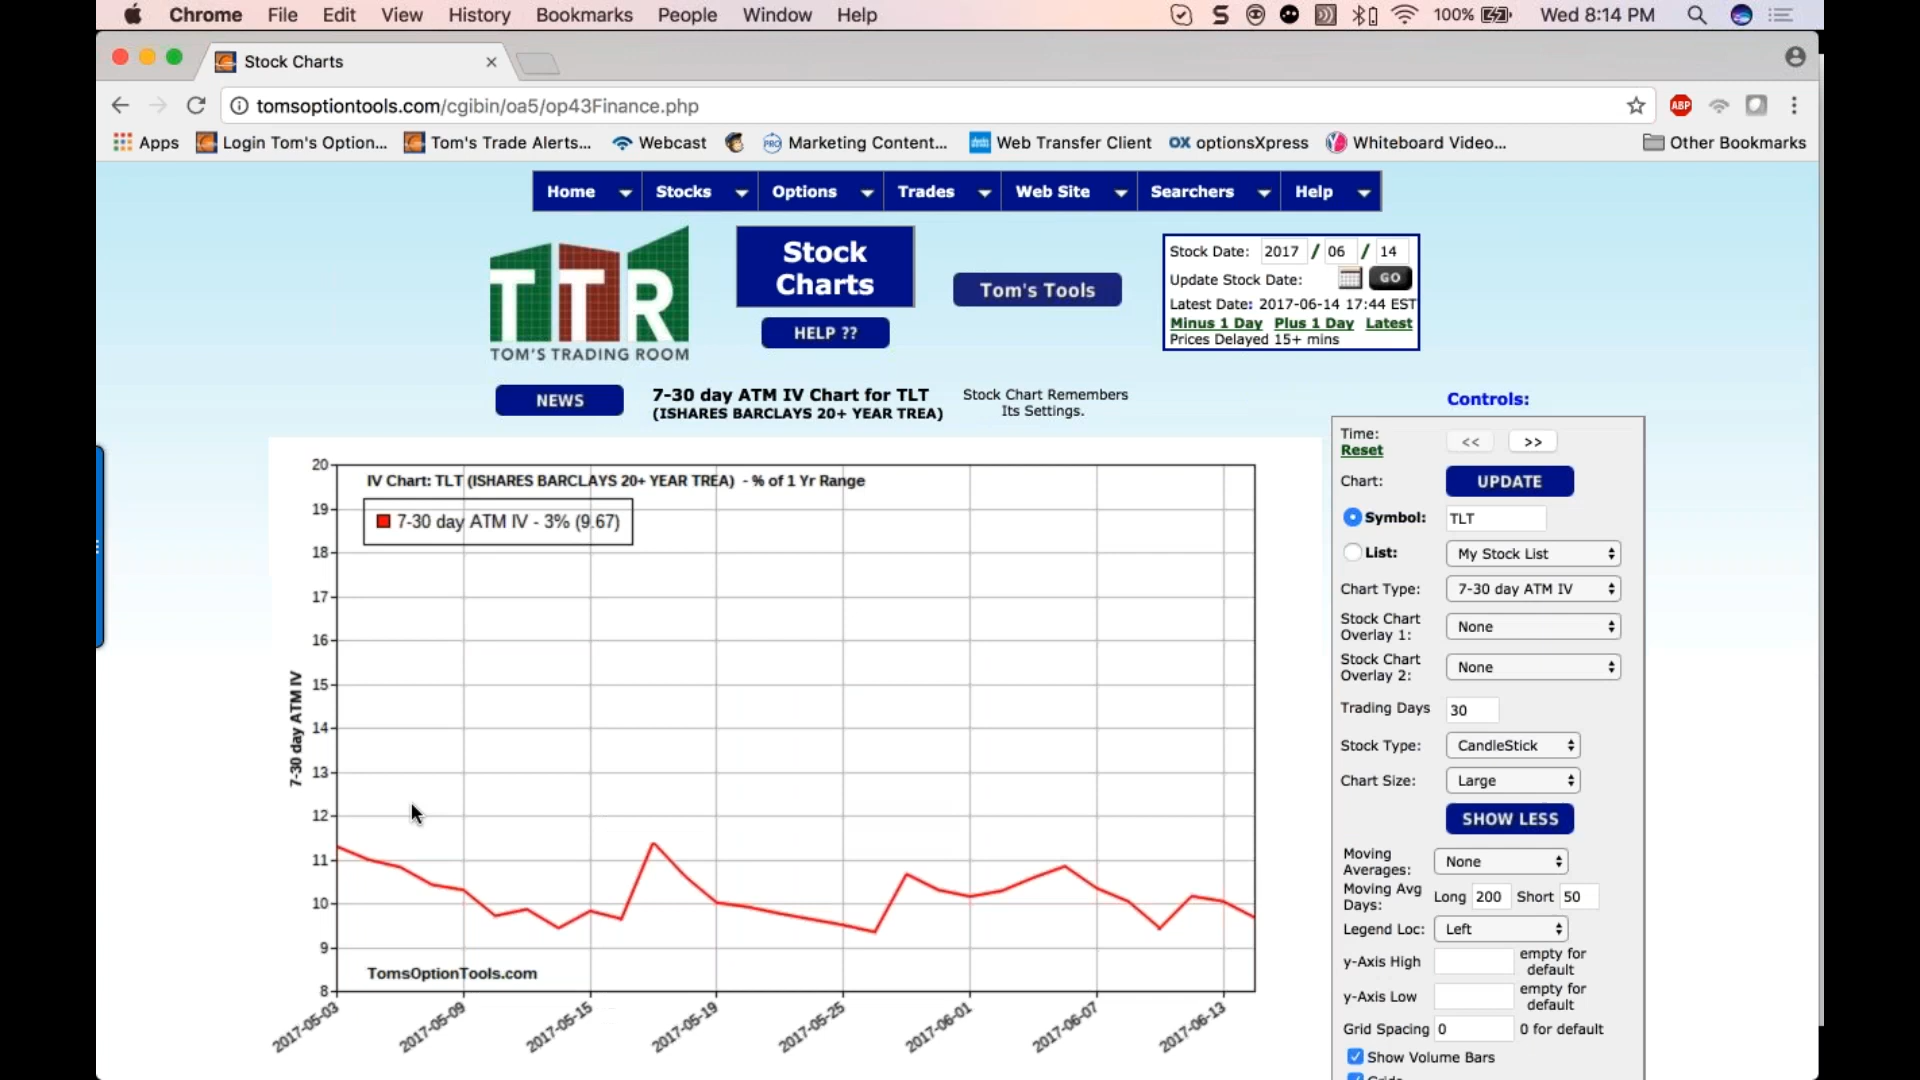 Chrome File Edit View History Bookmarks People Window Help 100% Wed 8:14 PM
Stock Charts
tomsoptiontools.com/cgibin/oa5/op43Finance.php ABP
Apps Login Tom's Option... Tom's Trade Alerts... Webcast Marketing Content... Web Transfer Client OX optionsXpress Whiteboard Video... Other Bookmarks
Home Stocks Options Trades Web Site Searchers Help
TTR
TOM'S TRADING ROOM
Stock
Charts
HELP ??
Tom's Tools
Stock Date: 2017 / 06 / 14
Update Stock Date: GO
Latest Date: 2017-06-14 17:44 EST
Minus 1 Day Plus 1 Day Latest
Prices Delayed 15+ mins
NEWS
7-30 day ATM IV Chart for TLT
(ISHARES BARCLAYS 20+ YEAR TREA)
Stock Chart Remembers
Its Settings.
IV Chart: TLT (ISHARES BARCLAYS 20+ YEAR TREA) - % of 1 Yr Range
7-30 day ATM IV - 3% (9.67)
7-30 day ATM IV
20
19
18
17
16
15
14
13
12
11
10
9
8
TomsOptionTools.com
2017-05-03 2017-05-09 2017-05-15 2017-05-19 2017-05-25 2017-06-01 2017-06-07 2017-06-13
Controls:
Time:
Reset
<< >>
Chart: UPDATE
Symbol: TLT
List: My Stock List
Chart Type: 7-30 day ATM IV
Stock Chart
Overlay 1: None
Stock Chart
Overlay 2: None
Trading Days 30
Stock Type: CandleStick
Chart Size: Large
SHOW LESS
Moving
Averages: None
Moving Avg
Days: Long 200 Short 50
Legend Loc: Left
y-Axis High empty for
default
y-Axis Low empty for
default
Grid Spacing 0 0 for default
Show Volume Bars